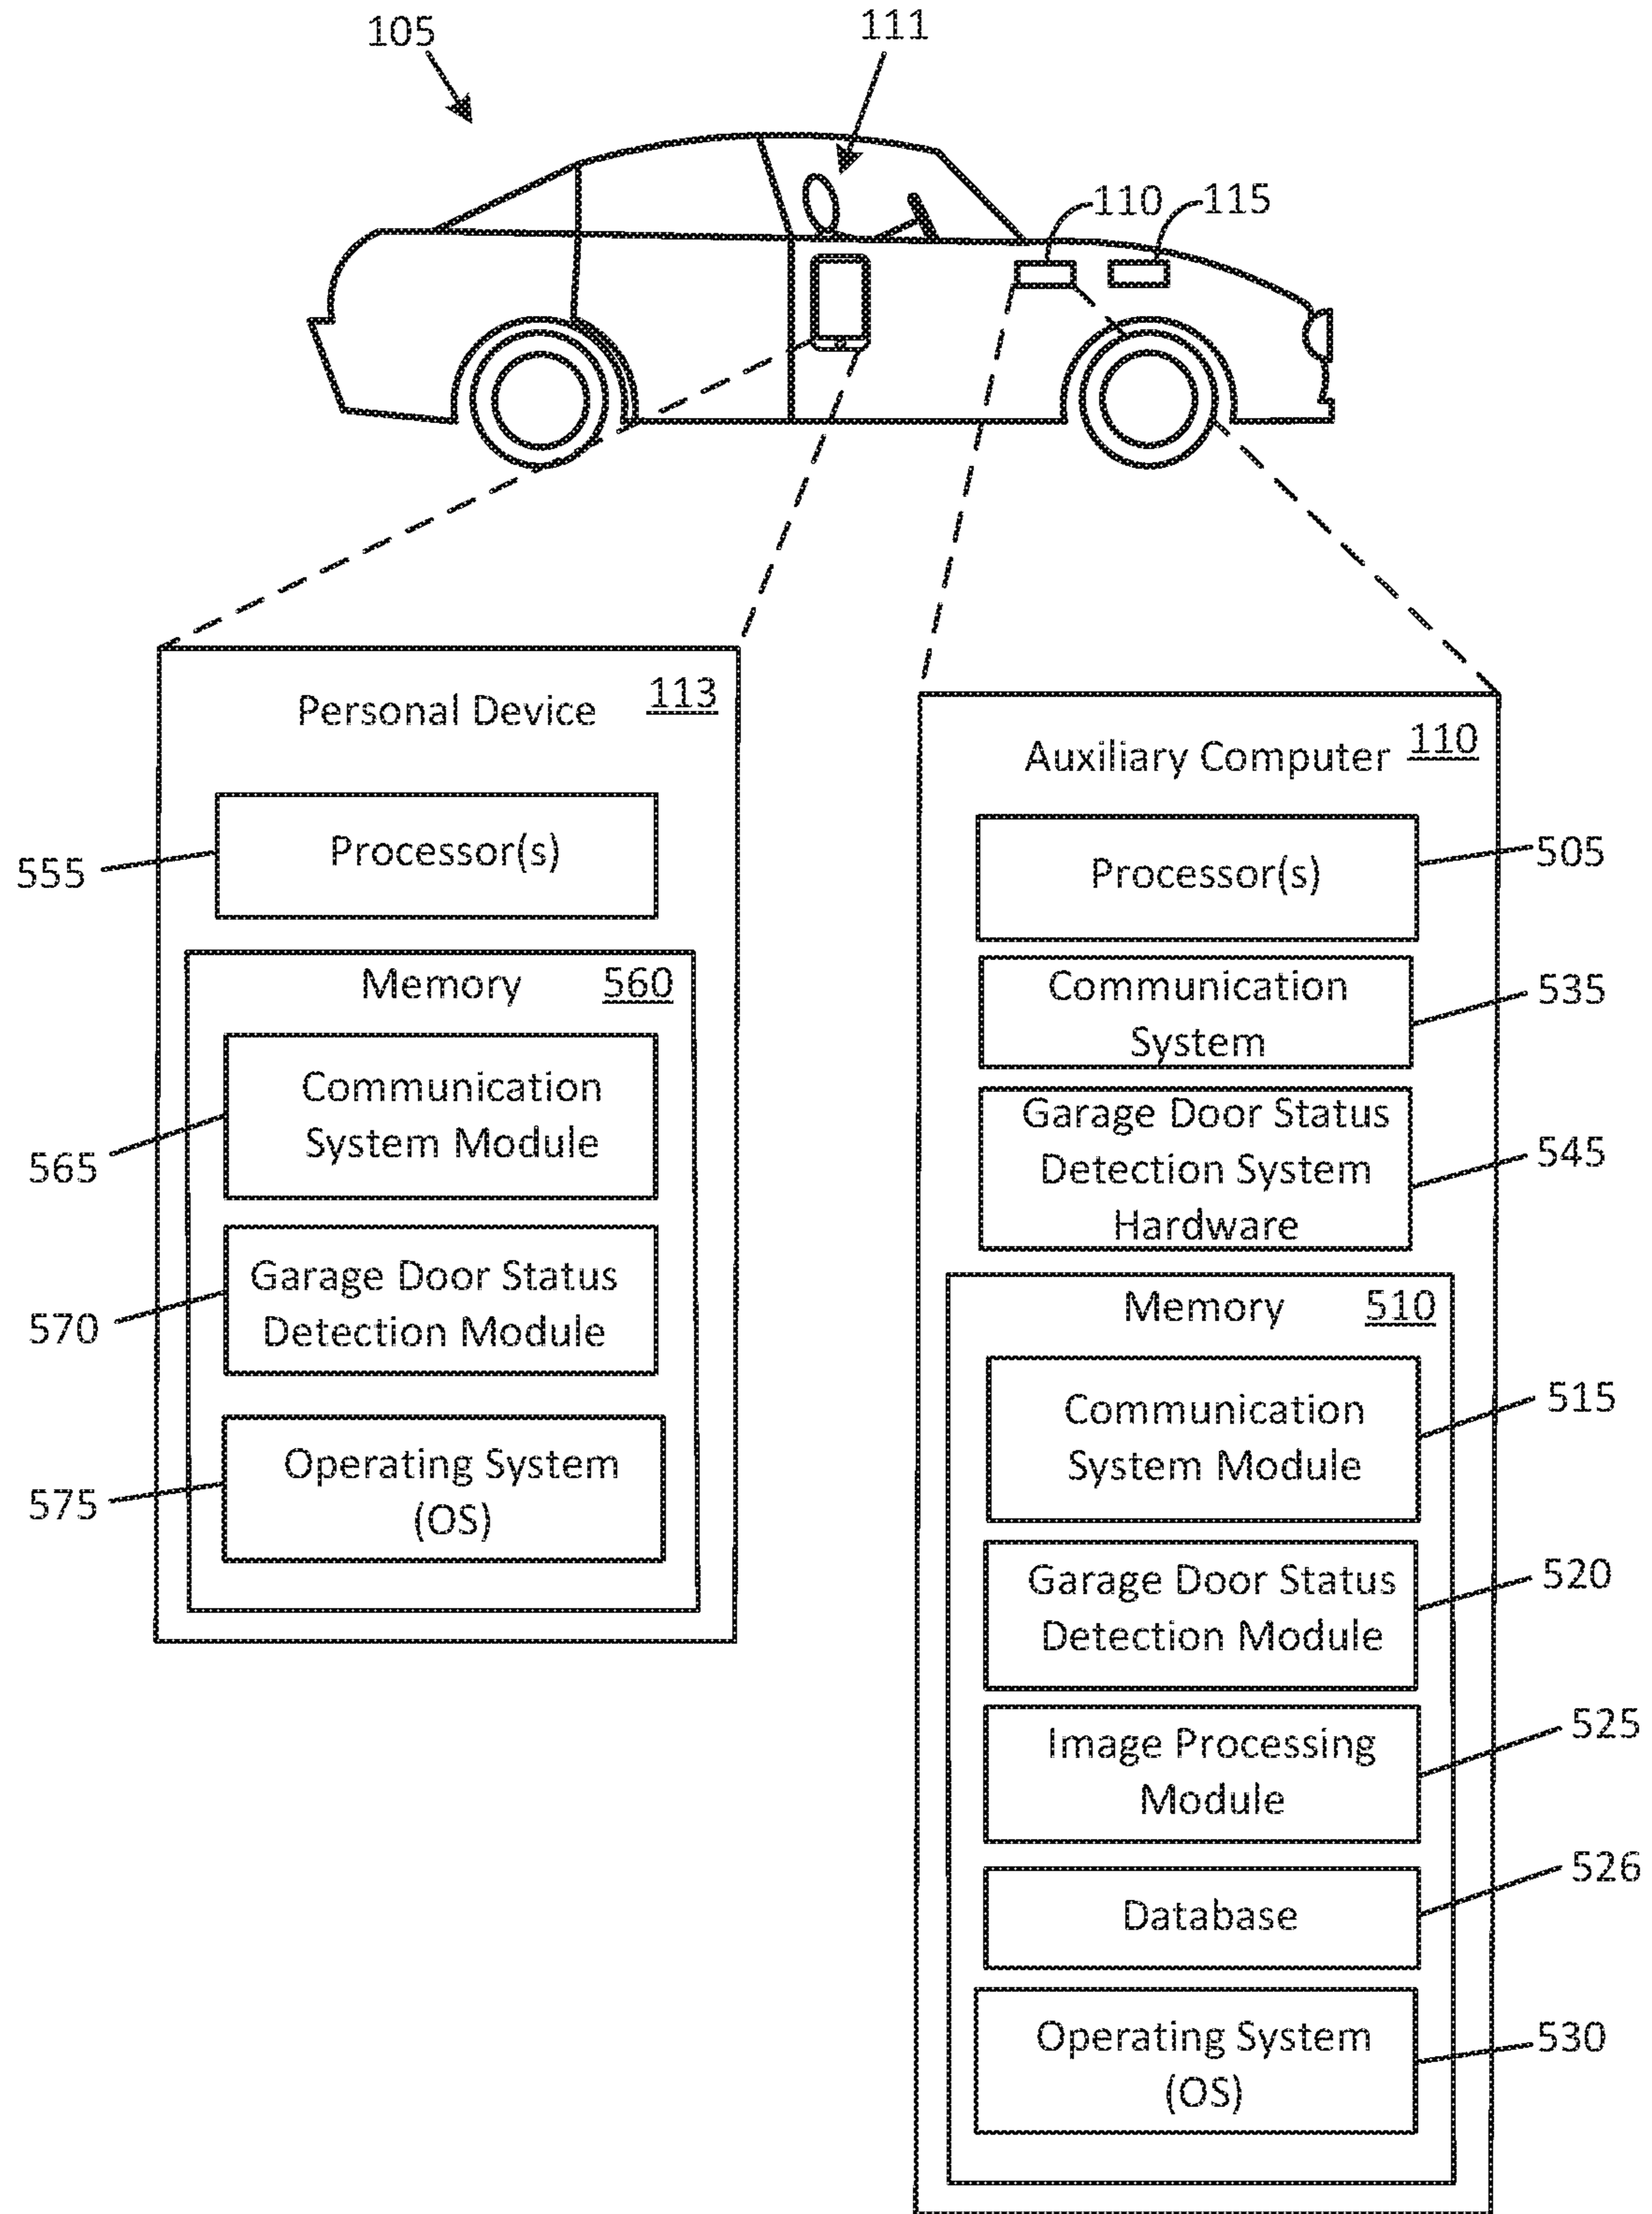 105
111
110
115
Personal Device
113
Processor(s)
555
Memory
560
Communication
System Module
565
Garage Door Status
Detection Module
570
Operating System
(OS)
575
Auxiliary Computer
110
Processor(s)
505
Communication
System
535
Garage Door Status
Detection System
Hardware
545
Memory
510
Communication
System Module
515
Garage Door Status
Detection Module
520
Image Processing
Module
525
Database
526
Operating System
(OS)
530